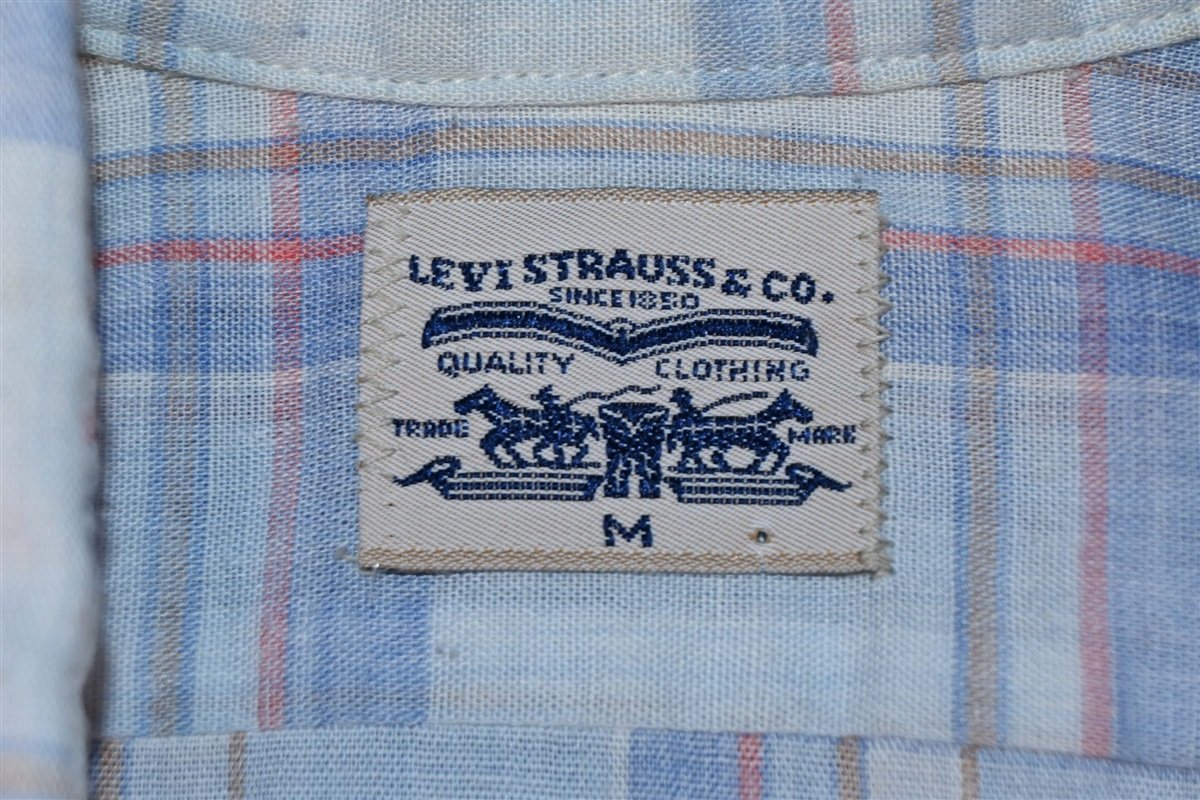 LEVI STRAUSS & CO.
SINCE 1850
QUALITY CLOTHING
TRADE MARK
M